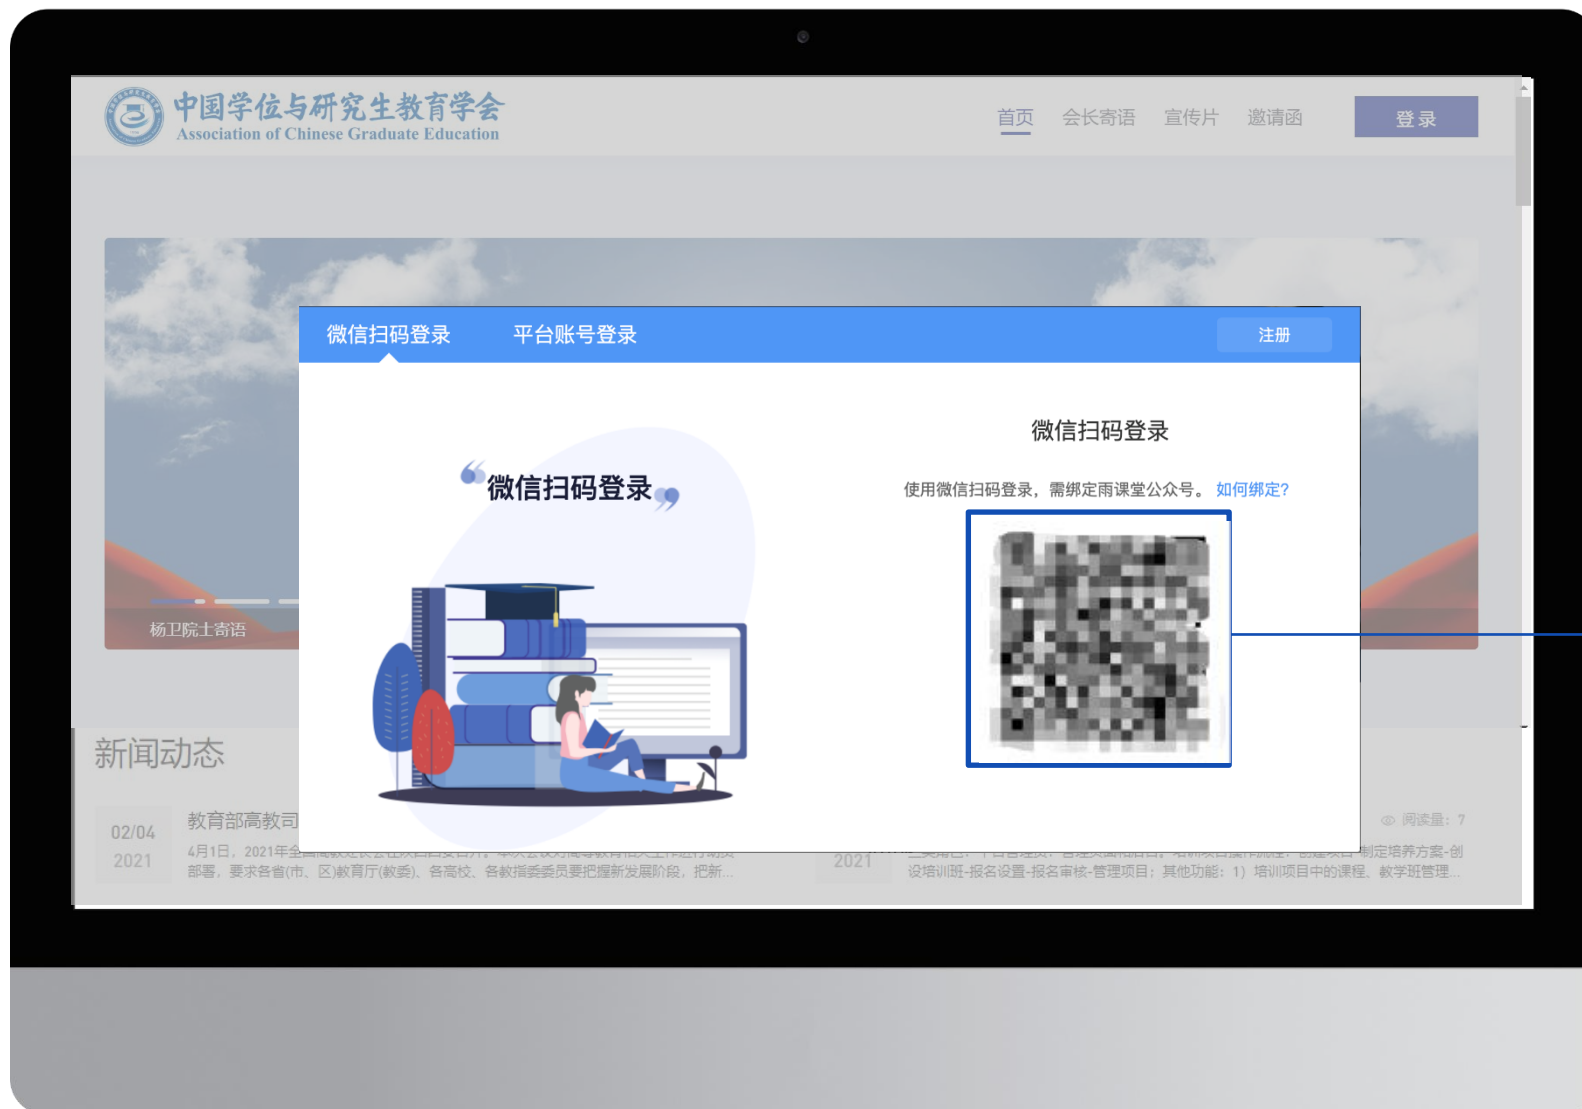 中国学位与研究生教育学会
Association of Chinese Graduate Education
首页 会长寄语 宣传片 邀请函 登录
微信扫码登录 平台账号登录 注册
微信扫码登录
微信扫码登录
使用微信扫码登录，需绑定雨课堂公众号。 如何绑定?
杨卫院士寄语
新闻动态
02/04
2021
教育部高教司
阅读量：7
4月1日，2021年全
部署，要求各省(市、区)教育厅(教委)、各高校、各教指委委员要把握新发展阶段，把新...
2021
制定培养方案-创
设培训班-报名设置-报名审核-管理项目；其他功能：1）培训项目中的课程、教学班管理...